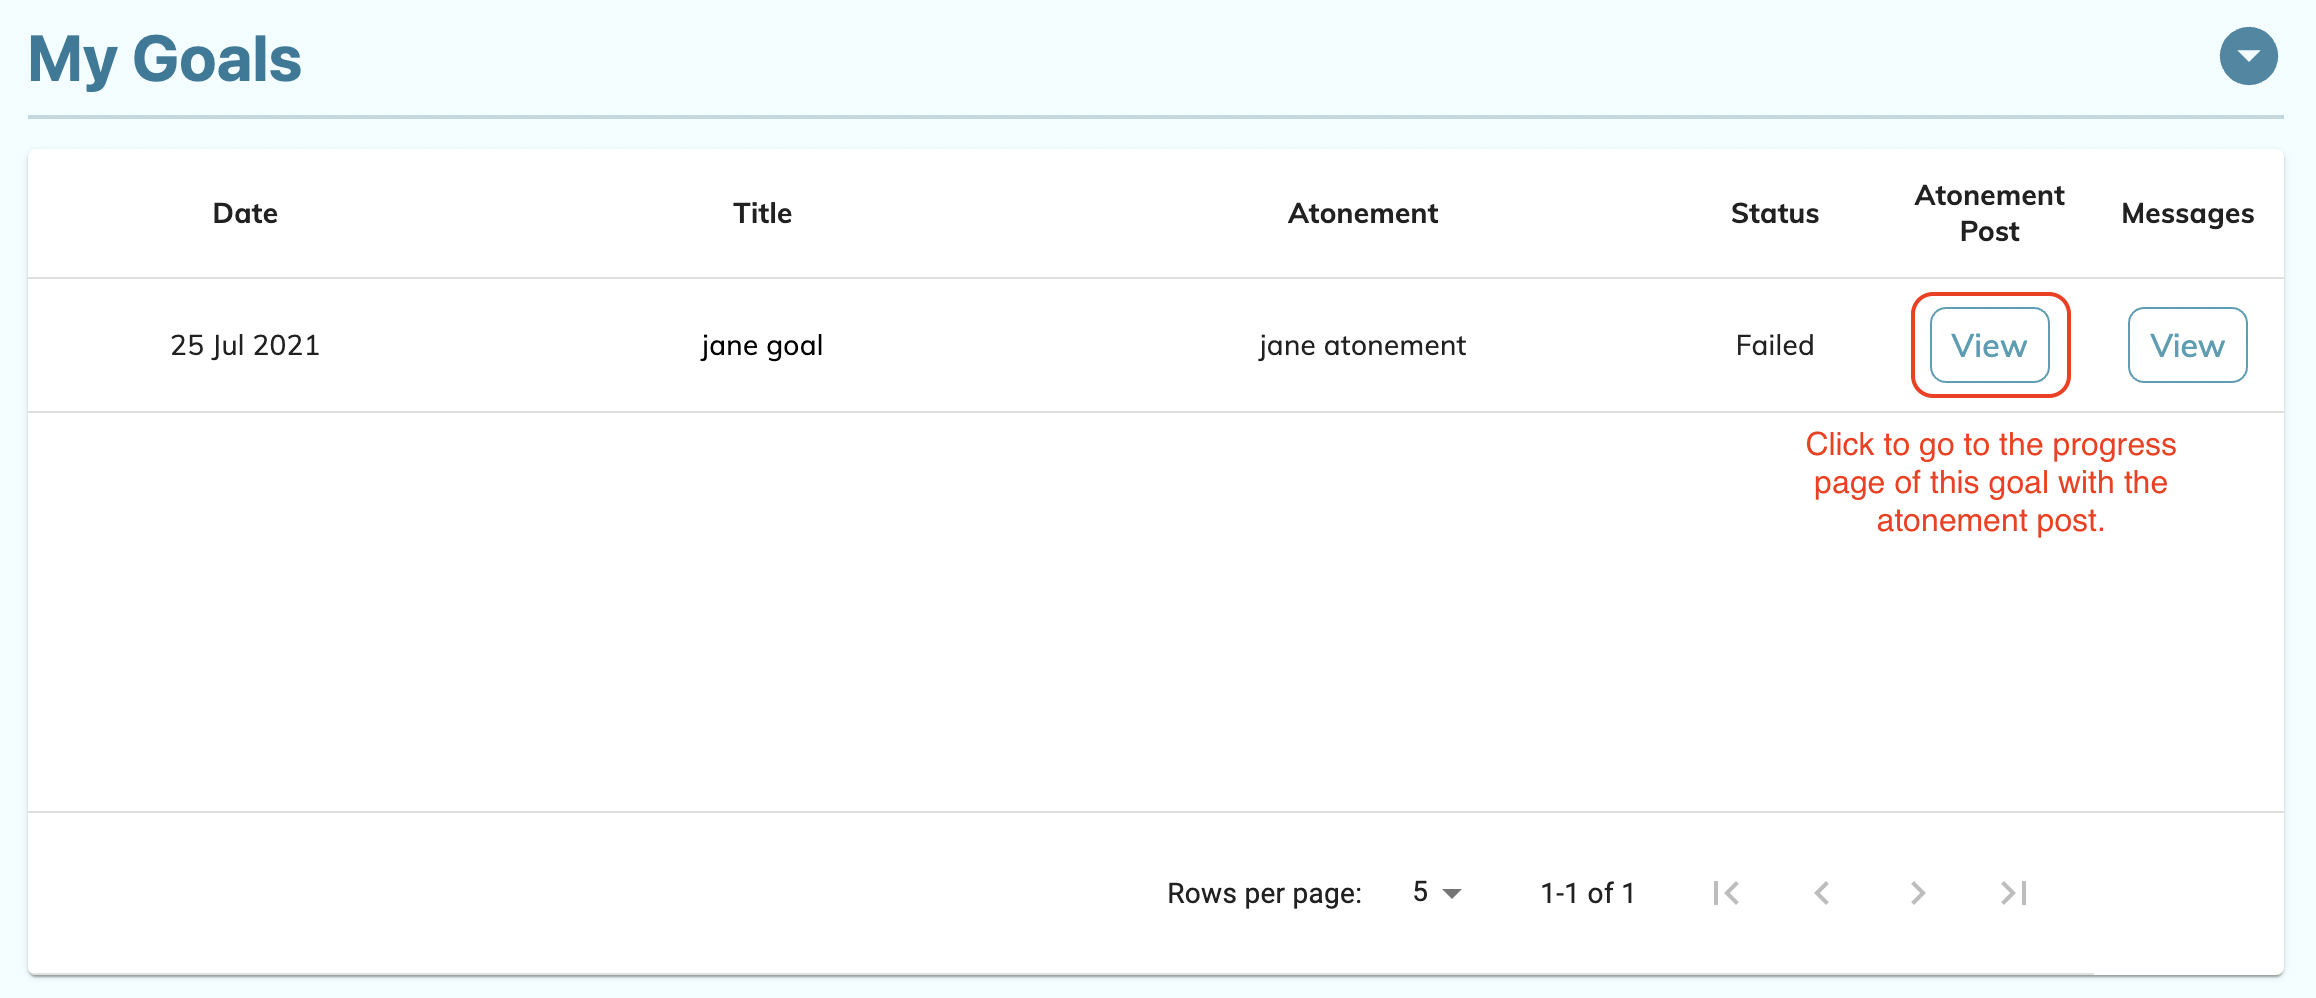 My Goals
Date Title Atonement Status Atonement Post Messages
25 Jul 2021 jane goal jane atonement Failed View View
Click to go to the progress
page of this goal with the
atonement post.
Rows per page: 5 1-1 of 1